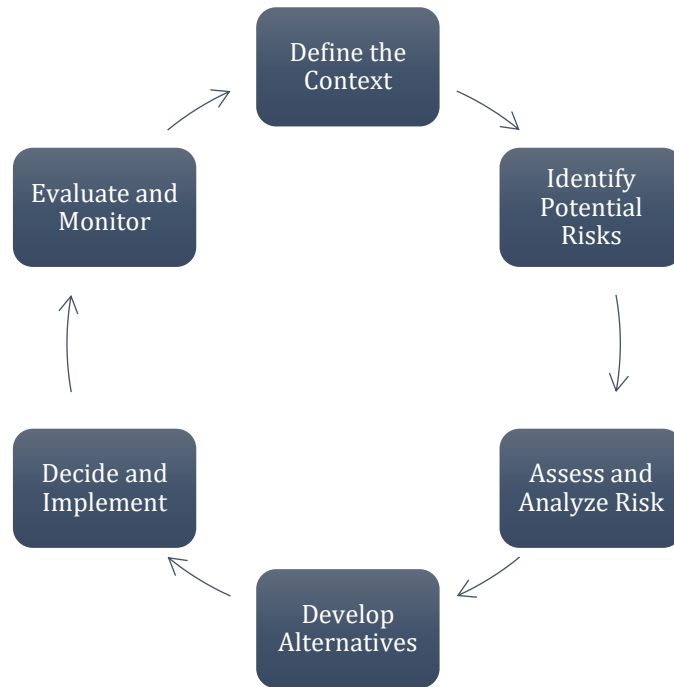 Define the
Context
Identify
Potential
Risks
Assess and
Analyze Risk
Develop
Alternatives
Decide and
Implement
Evaluate and
Monitor